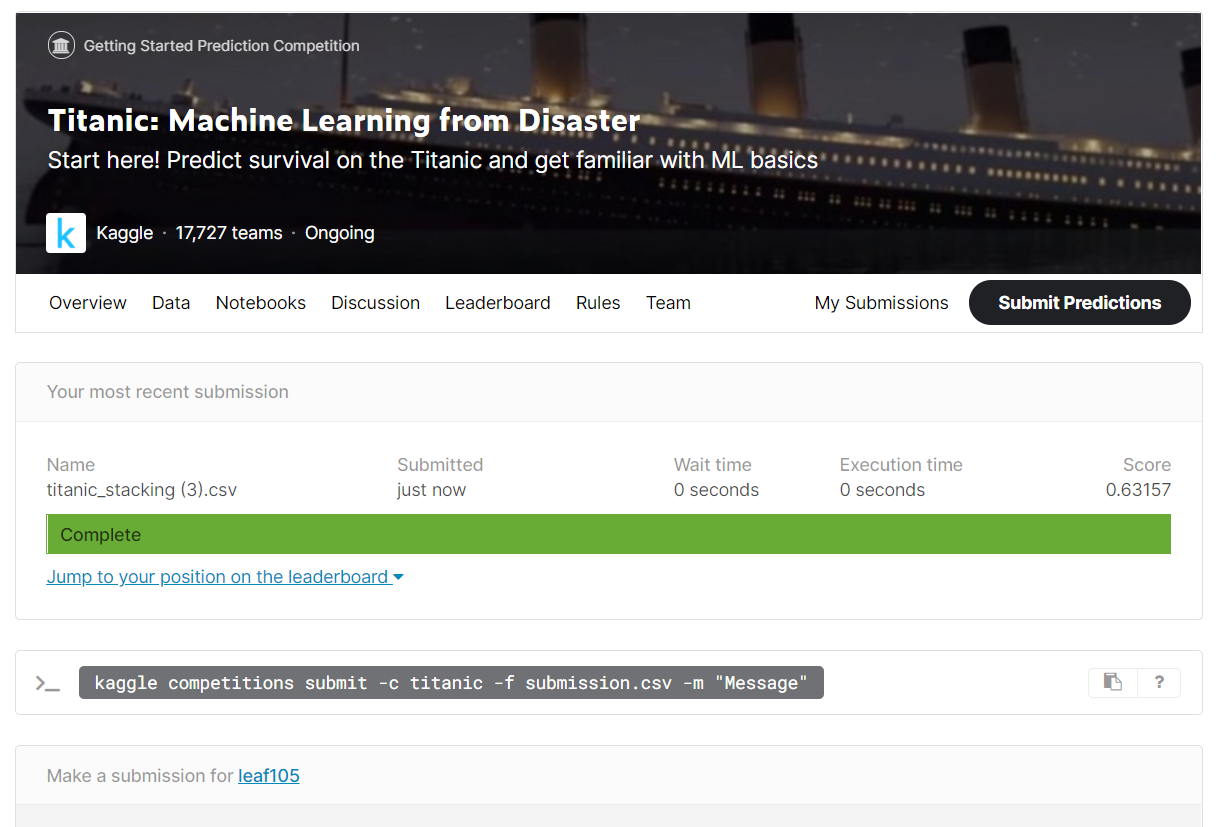 Getting Started Prediction Competition
Titanic: Machine Learning from Disaster
Start here! Predict survival on the Titanic and get familiar with ML basics
k Kaggle · 17,727 teams · Ongoing
Overview Data Notebooks Discussion Leaderboard Rules Team My Submissions Submit Predictions
Your most recent submission
Name Submitted Wait time Execution time Score
titanic_stacking (3).csv just now 0 seconds 0 seconds 0.63157
Complete
Jump to your position on the leaderboard
>_ kaggle competitions submit -c titanic -f submission.csv -m "Message" ?
Make a submission for leaf105